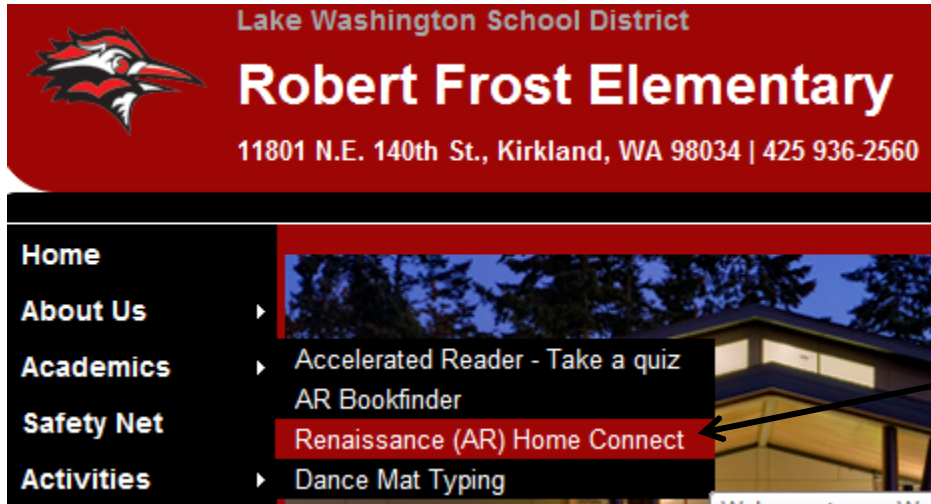 Lake Washington School District
Robert Frost Elementary
11801 N.E. 140th St., Kirkland, WA 98034 | 425 936-2560
Home
About Us
Academics
Safety Net
Activities
Accelerated Reader - Take a quiz
AR Bookfinder
Renaissance (AR) Home Connect
Dance Mat Typing